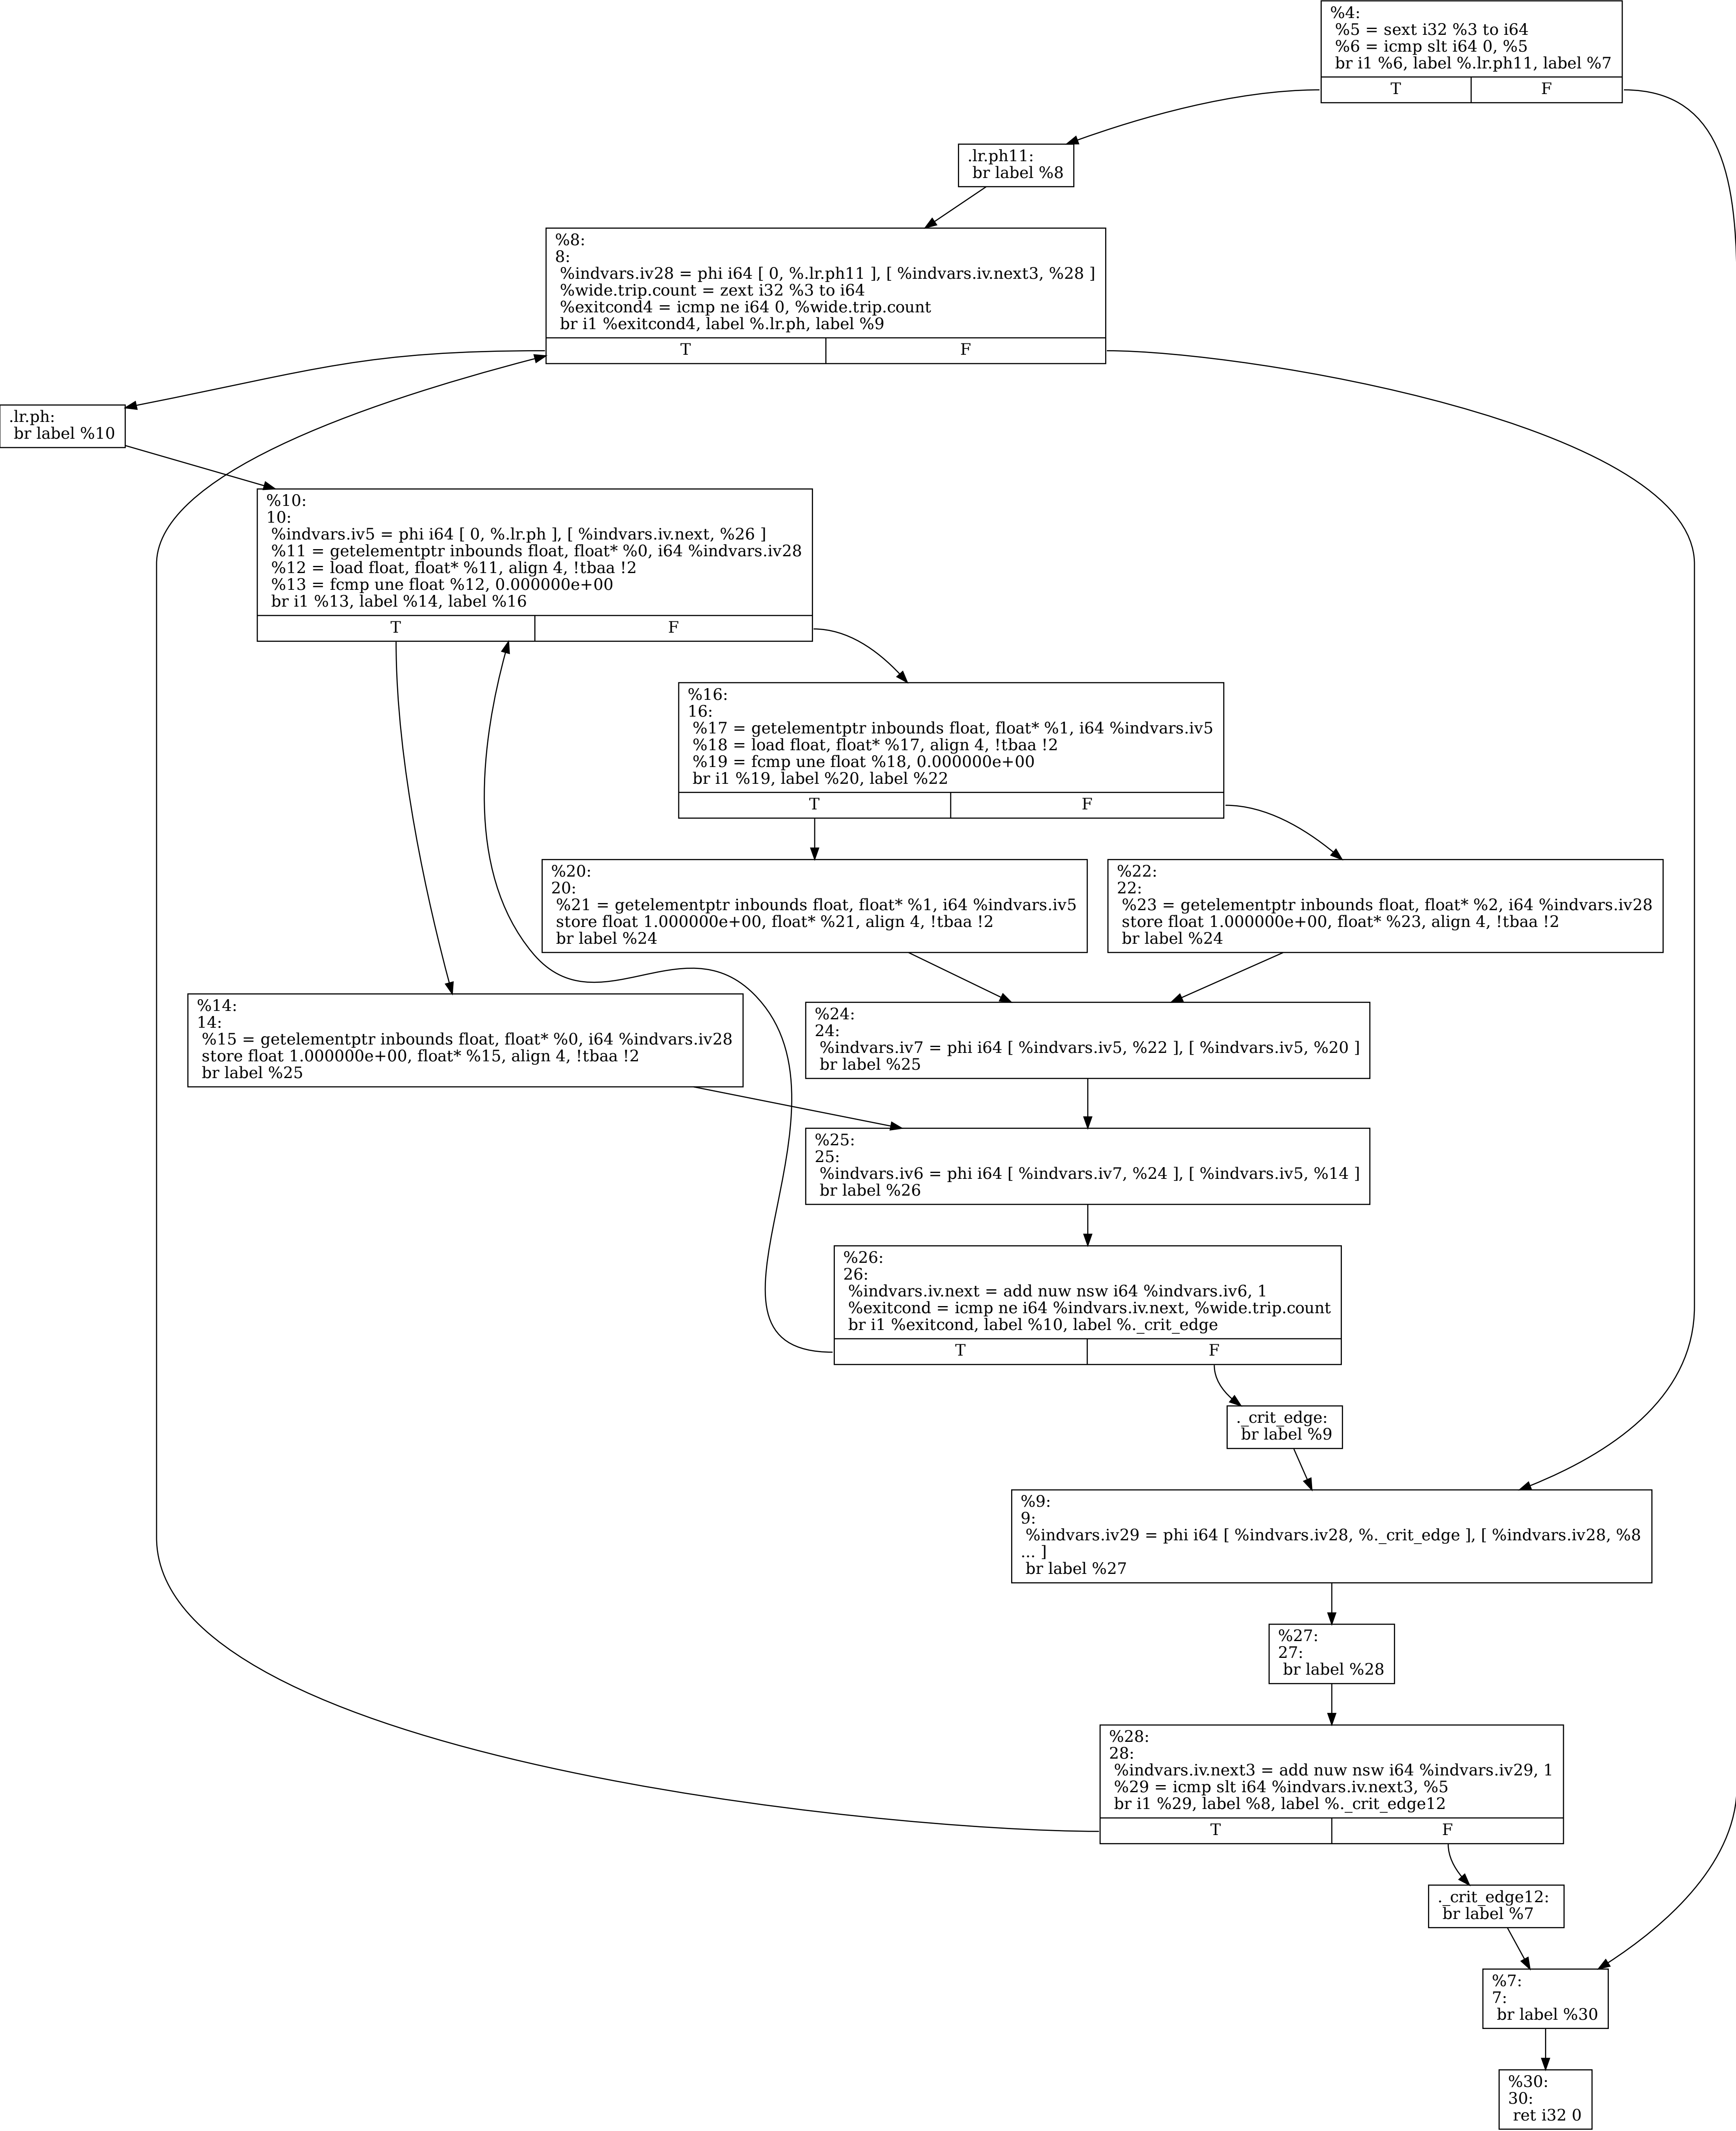 %4:
%5 = sext i32 %3 to i64
%6 = icmp slt i64 0, %5
br i1 %6, label %.lr.ph11, label %7
T
F
.lr.ph11:
br label %8
%8:
8:
%indvars.iv28 = phi i64 [ 0, %.lr.ph11 ], [ %indvars.iv.next3, %28 ]
%wide.trip.count = zext i32 %3 to i64
%exitcond4 = icmp ne i64 0, %wide.trip.count
br i1 %exitcond4, label %.lr.ph, label %9
T
F
.lr.ph:
br label %10
%10:
10:
%indvars.iv5 = phi i64 [ 0, %.lr.ph ], [ %indvars.iv.next, %26 ]
%11 = getelementptr inbounds float, float* %0, i64 %indvars.iv28
%12 = load float, float* %11, align 4, !tbaa !2
%13 = fcmp une float %12, 0.000000e+00
br i1 %13, label %14, label %16
T
F
%16:
16:
%17 = getelementptr inbounds float, float* %1, i64 %indvars.iv5
%18 = load float, float* %17, align 4, !tbaa !2
%19 = fcmp une float %18, 0.000000e+00
br i1 %19, label %20, label %22
T
F
%20:
20:
%21 = getelementptr inbounds float, float* %1, i64 %indvars.iv5
store float 1.000000e+00, float* %21, align 4, !tbaa !2
br label %24
%22:
22:
%23 = getelementptr inbounds float, float* %2, i64 %indvars.iv28
store float 1.000000e+00, float* %23, align 4, !tbaa !2
br label %24
%14:
14:
%15 = getelementptr inbounds float, float* %0, i64 %indvars.iv28
store float 1.000000e+00, float* %15, align 4, !tbaa !2
br label %25
%24:
24:
%indvars.iv7 = phi i64 [ %indvars.iv5, %22 ], [ %indvars.iv5, %20 ]
br label %25
%25:
25:
%indvars.iv6 = phi i64 [ %indvars.iv7, %24 ], [ %indvars.iv5, %14 ]
br label %26
%26:
26:
%indvars.iv.next = add nuw nsw i64 %indvars.iv6, 1
%exitcond = icmp ne i64 %indvars.iv.next, %wide.trip.count
br i1 %exitcond, label %10, label %._crit_edge
T
F
._crit_edge:
br label %9
%9:
9:
%indvars.iv29 = phi i64 [ %indvars.iv28, %._crit_edge ], [ %indvars.iv28, %8
... ]
br label %27
%27:
27:
br label %28
%28:
28:
%indvars.iv.next3 = add nuw nsw i64 %indvars.iv29, 1
%29 = icmp slt i64 %indvars.iv.next3, %5
br i1 %29, label %8, label %._crit_edge12
T
F
._crit_edge12:
br label %7
%7:
7:
br label %30
%30:
30:
ret i32 0